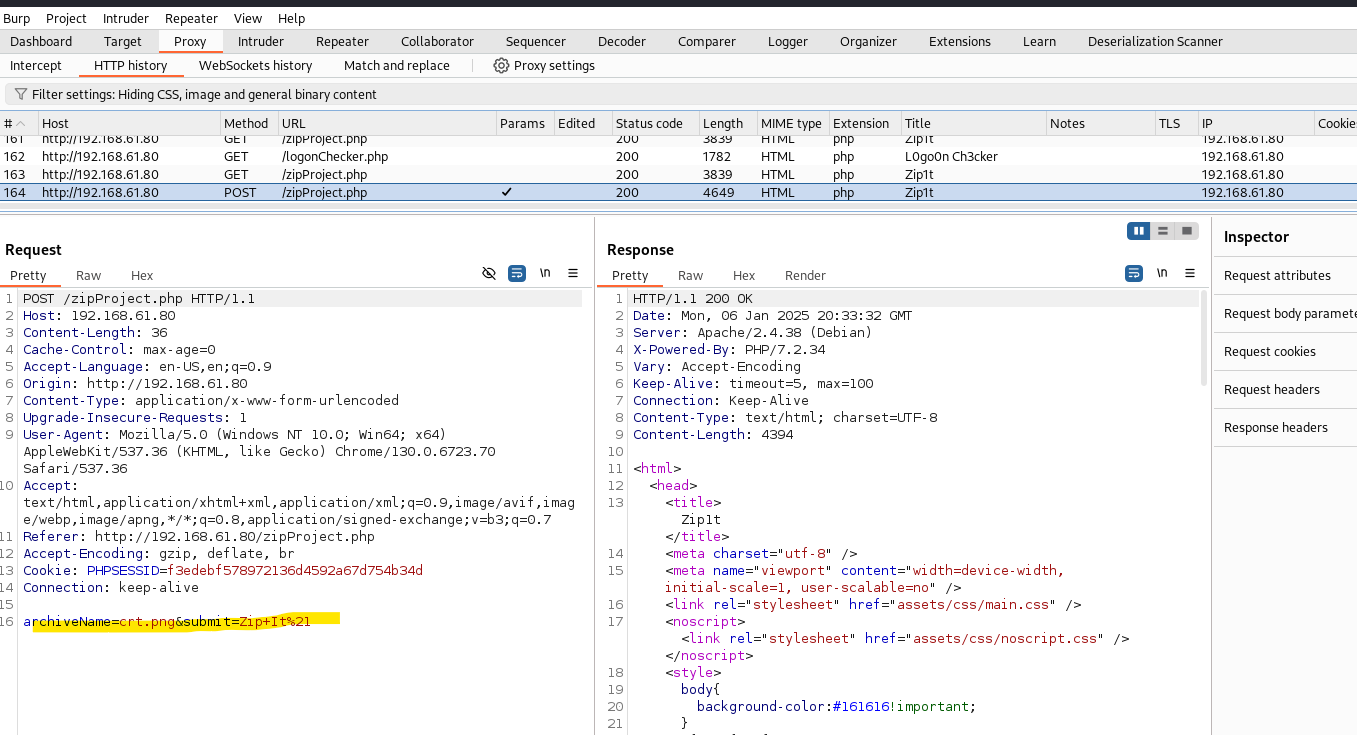 Burp Project Intruder Repeater View Help
Dashboard Target Proxy Intruder Repeater Collaborator Sequencer Decoder Comparer Logger Organizer Extensions Learn Deserialization Scanner
Intercept HTTP history WebSockets history Match and replace Proxy settings
Filter settings: Hiding CSS, image and general binary content
# Host Method URL Params Edited Status code Length MIME type Extension Title Notes TLS IP Cookies
161 http://192.168.61.80 GET /zipProject.php 200 3839 HTML php Zip1t 192.168.61.80
162 http://192.168.61.80 GET /logonChecker.php 200 1782 HTML php L0go0n Ch3cker 192.168.61.80
163 http://192.168.61.80 GET /zipProject.php 200 3839 HTML php Zip1t 192.168.61.80
164 http://192.168.61.80 POST /zipProject.php ✓ 200 4649 HTML php Zip1t 192.168.61.80
Request
Pretty Raw Hex \n
1 POST /zipProject.php HTTP/1.1
2 Host: 192.168.61.80
3 Content-Length: 36
4 Cache-Control: max-age=0
5 Accept-Language: en-US,en;q=0.9
6 Origin: http://192.168.61.80
7 Content-Type: application/x-www-form-urlencoded
8 Upgrade-Insecure-Requests: 1
9 User-Agent: Mozilla/5.0 (Windows NT 10.0; Win64; x64)
AppleWebKit/537.36 (KHTML, like Gecko) Chrome/130.0.6723.70
Safari/537.36
10 Accept:
text/html,application/xhtml+xml,application/xml;q=0.9,image/avif,imag
e/webp,image/apng,*/*;q=0.8,application/signed-exchange;v=b3;q=0.7
11 Referer: http://192.168.61.80/zipProject.php
12 Accept-Encoding: gzip, deflate, br
13 Cookie: PHPSESSID=f3edebf578972136d4592a67d754b34d
14 Connection: keep-alive
15
16 archiveName=crt.png&submit=Zip+It%21
Response
Pretty Raw Hex Render \n
1 HTTP/1.1 200 OK
2 Date: Mon, 06 Jan 2025 20:33:32 GMT
3 Server: Apache/2.4.38 (Debian)
4 X-Powered-By: PHP/7.2.34
5 Vary: Accept-Encoding
6 Keep-Alive: timeout=5, max=100
7 Connection: Keep-Alive
8 Content-Type: text/html; charset=UTF-8
9 Content-Length: 4394
10
11 <html>
12 <head>
13 <title>
Zip1t
</title>
14 <meta charset="utf-8" />
15 <meta name="viewport" content="width=device-width,
initial-scale=1, user-scalable=no" />
16 <link rel="stylesheet" href="assets/css/main.css" />
17 <noscript>
<link rel="stylesheet" href="assets/css/noscript.css" />
</noscript>
18 <style>
19 body{
20 background-color:#161616!important;
21 }
Inspector
Request attributes
Request body paramete
Request cookies
Request headers
Response headers